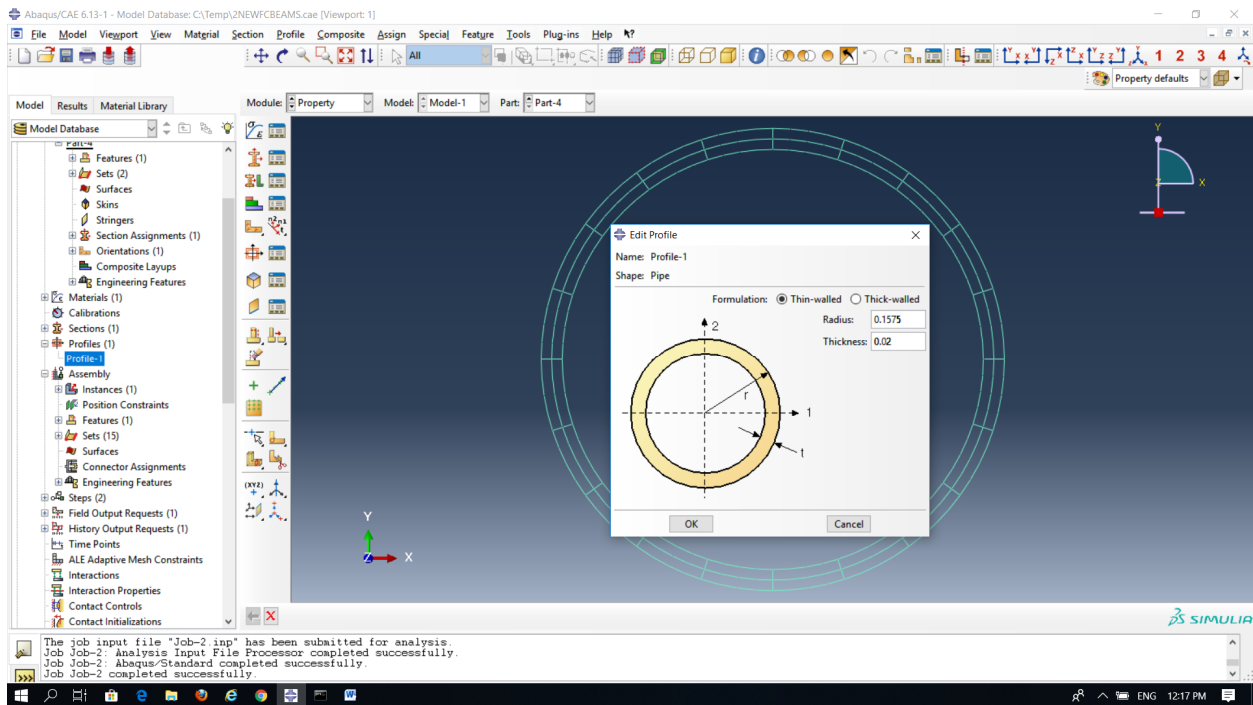 Abaqus/CAE 6.13-1 - Model Database: C:\Temp\2NEWFCBEAMS.cae [Viewport: 1]
File Model Viewport View Material Section Profile Composite Assign Special Feature Tools Plug-ins Help
All
1 2 3 4
Property defaults
Model Results Material Library
Module: Property Model: Model-1 Part: Part-4
Model Database
Part-4
Features (1)
Sets (2)
Surfaces
Skins
Stringers
Section Assignments (1)
Orientations (1)
Composite Layups
Engineering Features
Materials (1)
Calibrations
Sections (1)
Profiles (1)
Profile-1
Assembly
Instances (1)
Position Constraints
Features (1)
Sets (15)
Surfaces
Connector Assignments
Engineering Features
Steps (2)
Field Output Requests (1)
History Output Requests (1)
Time Points
ALE Adaptive Mesh Constraints
Interactions
Interaction Properties
Contact Controls
Contact Initializations
(XYZ)
Y
X
Z
Y
X
Z
Edit Profile
Name: Profile-1
Shape: Pipe
Formulation: Thin-walled Thick-walled
Radius: 0.1575
Thickness: 0.02
2
r
1
t
OK Cancel
SIMULIA
The job input file "Job-2.inp" has been submitted for analysis.
Job Job-2: Analysis Input File Processor completed successfully.
Job Job-2: Abaqus/Standard completed successfully.
Job Job-2 completed successfully.
ENG 12:17 PM